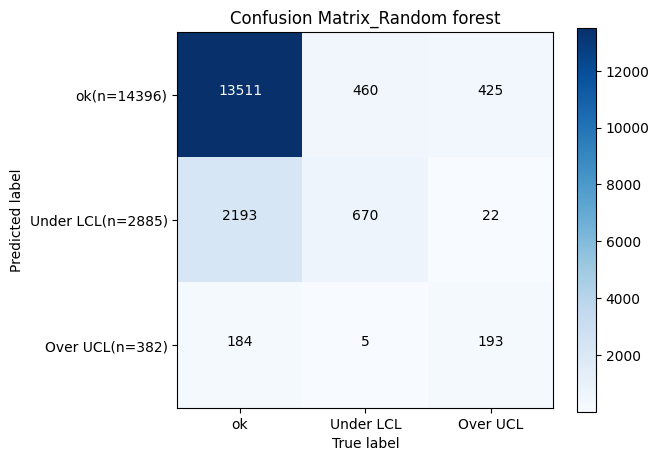 Confusion Matrix_Random forest
Predicted label
ok(n=14396)
13511 460 425
Under LCL(n=2885)
2193 670 22
Over UCL(n=382)
184 5 193
ok Under LCL Over UCL
True label
12000
10000
8000
6000
4000
2000